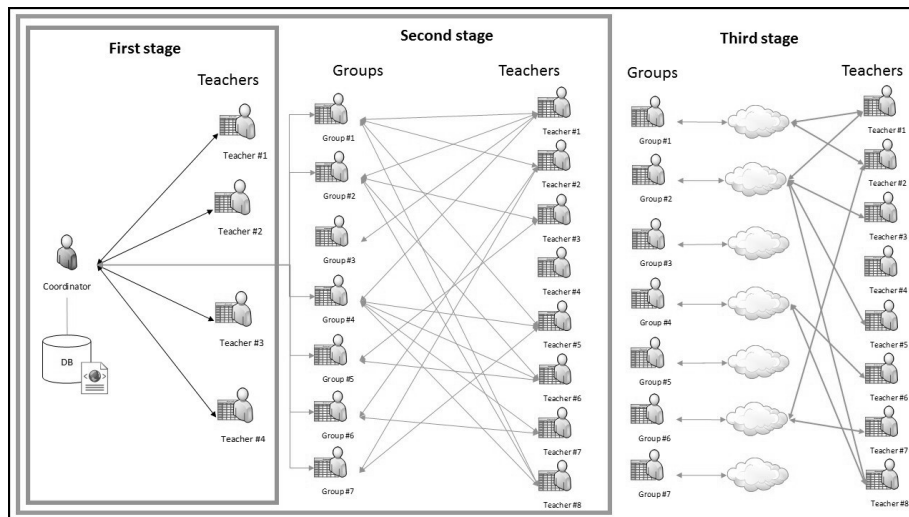 First stage
Second stage
Third stage
Teachers
Groups
Teachers
Groups
Teachers
Teacher #1
Teacher #2
Coordinator
DB
Teacher #3
Teacher #4
Group #1
Group #2
Group #3
Group #4
Group #5
Group #6
Group #7
Teacher #1
Teacher #2
Teacher #3
Teacher #4
Teacher #5
Teacher #6
Teacher #7
Teacher #8
Group #1
Group #2
Group #3
Group #4
Group #5
Group #6
Group #7
Teacher #1
Teacher #2
Teacher #3
Teacher #4
Teacher #5
Teacher #6
Teacher #7
Teacher #8